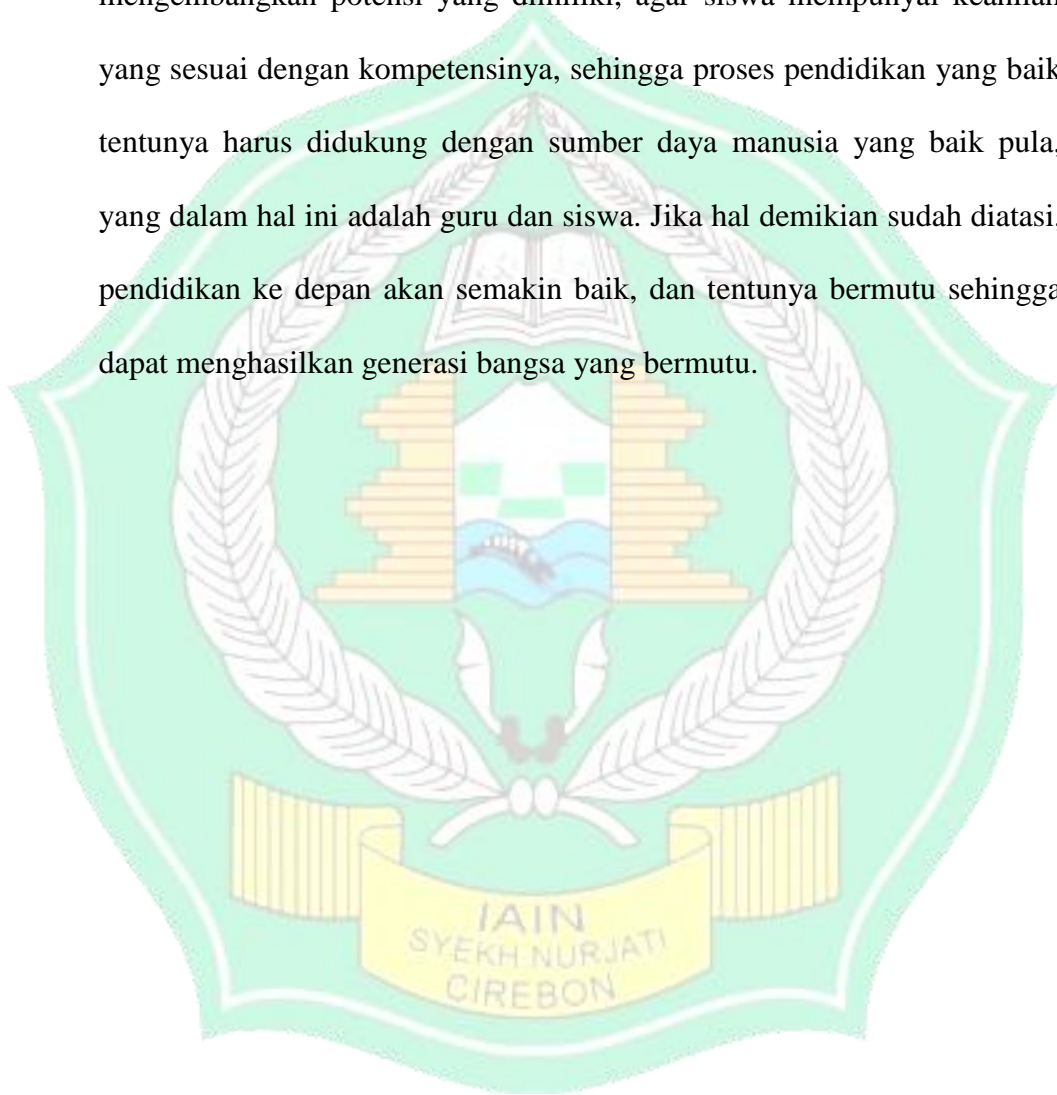 mengembangkan potensi yang dimiliki, agar siswa mempunyai keahlian
yang sesuai dengan kompetensinya, sehingga proses pendidikan yang baik
tentunya harus didukung dengan sumber daya manusia yang baik pula,
yang dalam hal ini adalah guru dan siswa. Jika hal demikian sudah diatasi,
pendidikan ke depan akan semakin baik, dan tentunya bermutu sehingga
dapat menghasilkan generasi bangsa yang bermutu.
IAIN
SYEKH NURJATI
CIREBON